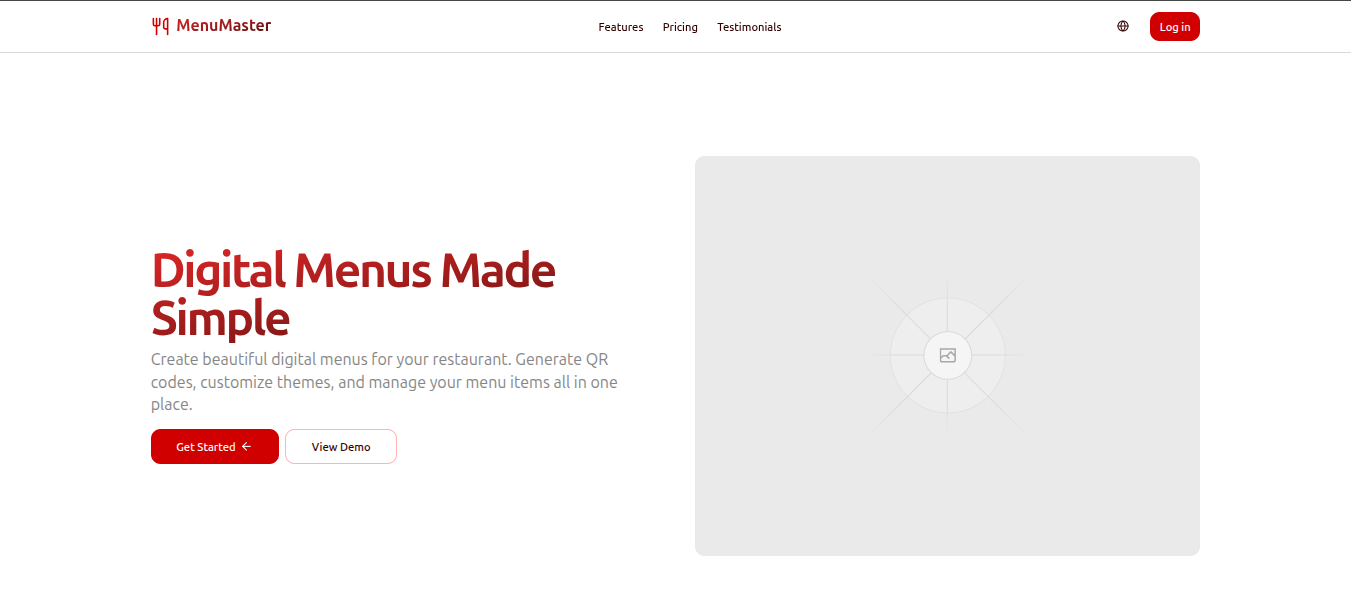 MenuMaster
Features
Pricing
Testimonials
Log in
Digital Menus Made
Simple
Create beautiful digital menus for your restaurant. Generate QR
codes, customize themes, and manage your menu items all in one
place.
Get Started ←
View Demo